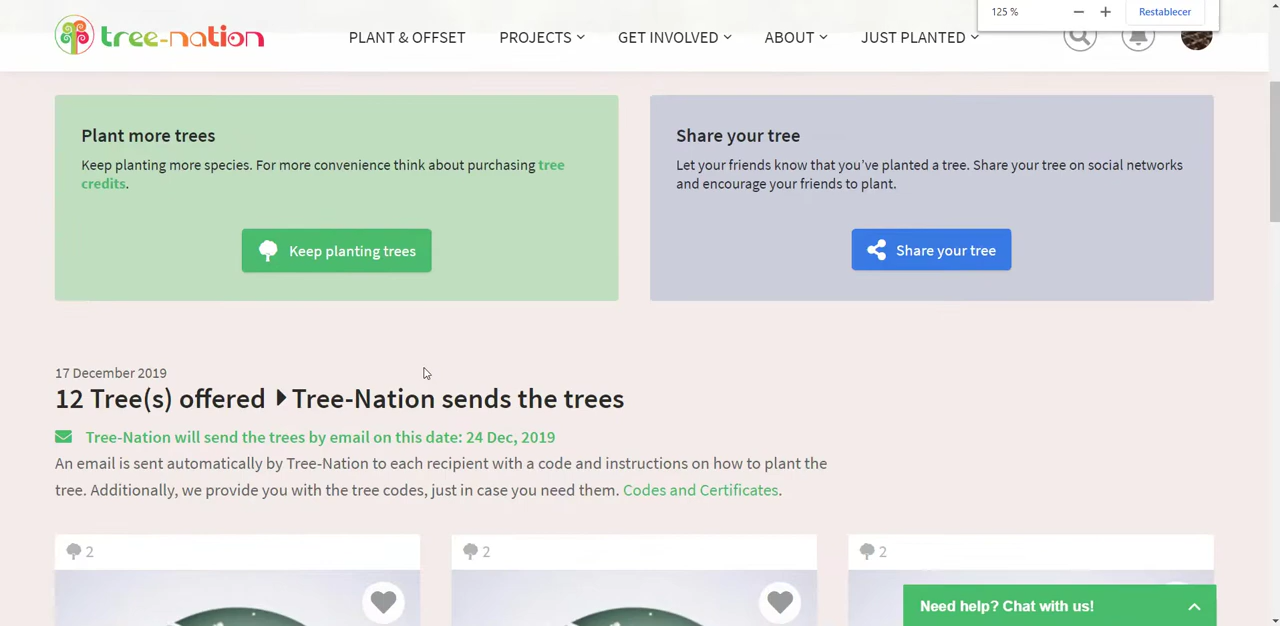 125 %
Restablecer
tree-nation
PLANT & OFFSET PROJECTS GET INVOLVED ABOUT JUST PLANTED
Plant more trees
Keep planting more species. For more convenience think about purchasing tree
credits.
Keep planting trees
Share your tree
Let your friends know that you've planted a tree. Share your tree on social networks
and encourage your friends to plant.
Share your tree
17 December 2019
12 Tree(s) offered Tree-Nation sends the trees
Tree-Nation will send the trees by email on this date: 24 Dec, 2019
An email is sent automatically by Tree-Nation to each recipient with a code and instructions on how to plant the
tree. Additionally, we provide you with the tree codes, just in case you need them. Codes and Certificates.
2
2
2
Need help? Chat with us!